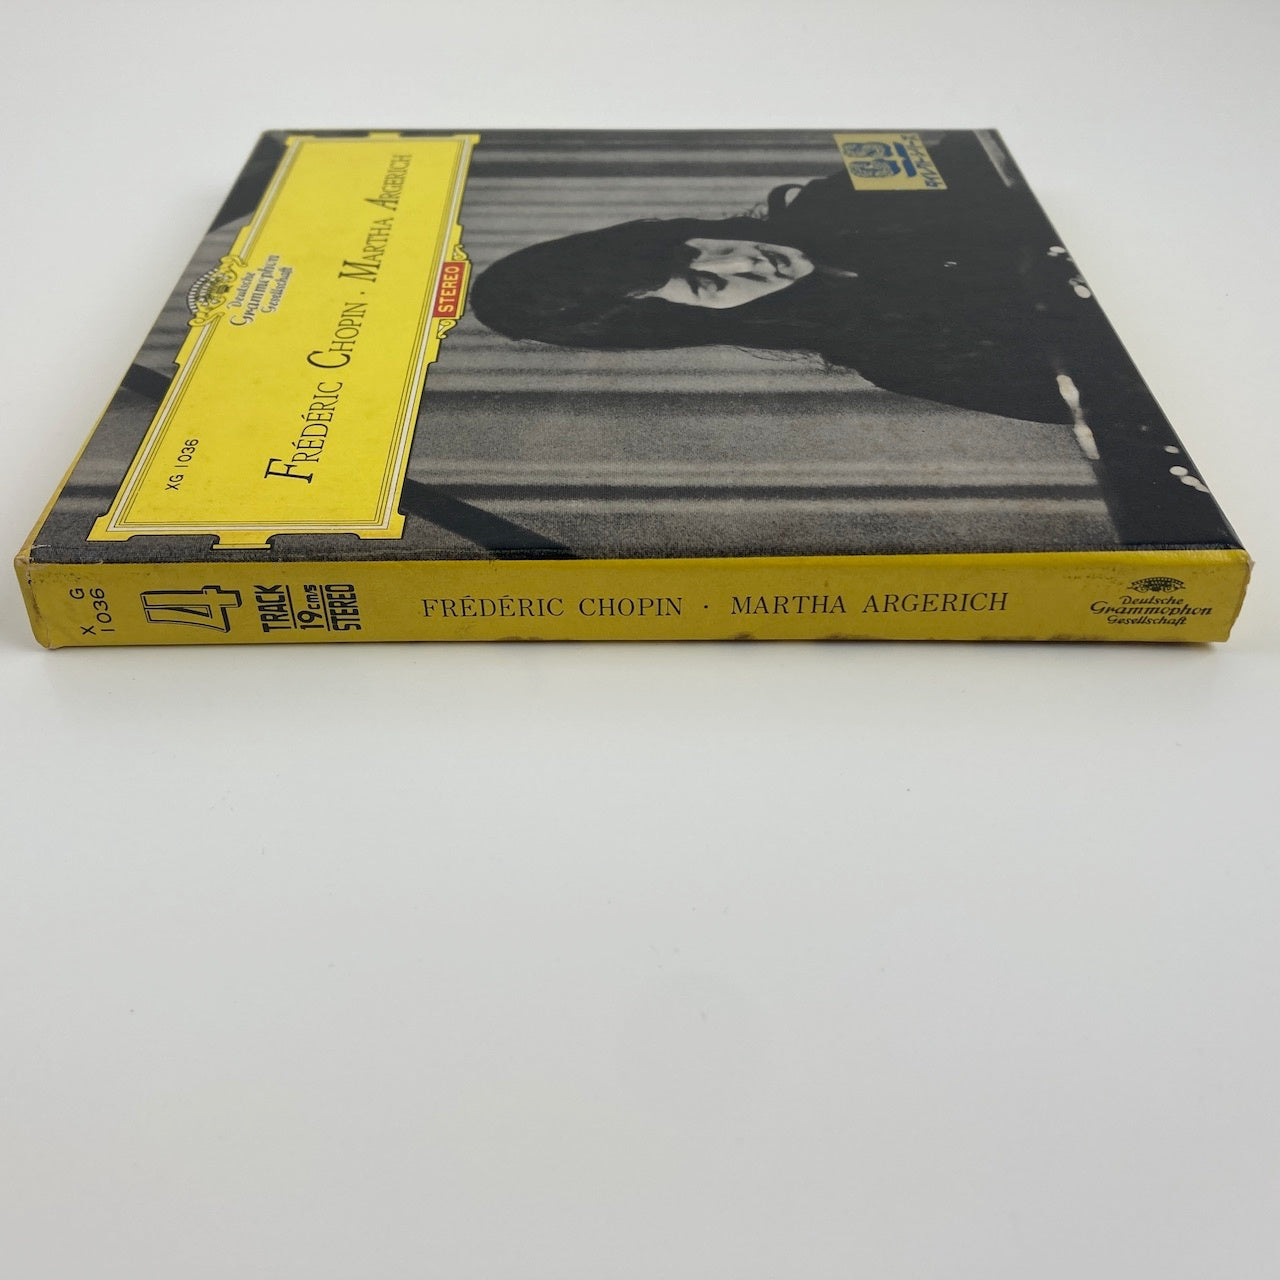 XG 1036
Deutsche
Grammophon
Gesellschaft
FRÉDÉRIC CHOPIN · MARTHA ARGERICH
STEREO
X G
1036
4
TRACK
19cm/s
STEREO
FRÉDÉRIC CHOPIN · MARTHA ARGERICH
Deutsche
Grammophon
Gesellschaft